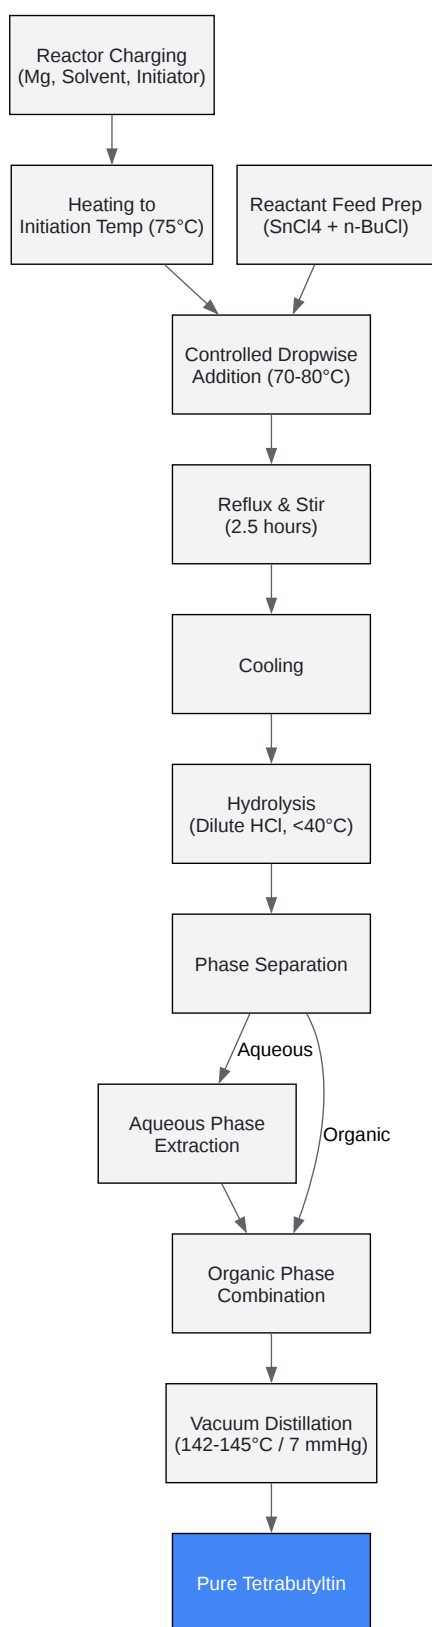 Reactor Charging
(Mg, Solvent, Initiator)
Heating to
Initiation Temp (75°C)
Reactant Feed Prep
(SnCl4 + n-BuCl)
Controlled Dropwise
Addition (70-80°C)
Reflux & Stir
(2.5 hours)
Cooling
Hydrolysis
(Dilute HCl, <40°C)
Phase Separation
Aqueous
Aqueous Phase
Extraction
Organic
Organic Phase
Combination
Vacuum Distillation
(142-145°C / 7 mmHg)
Pure Tetrabutyltin